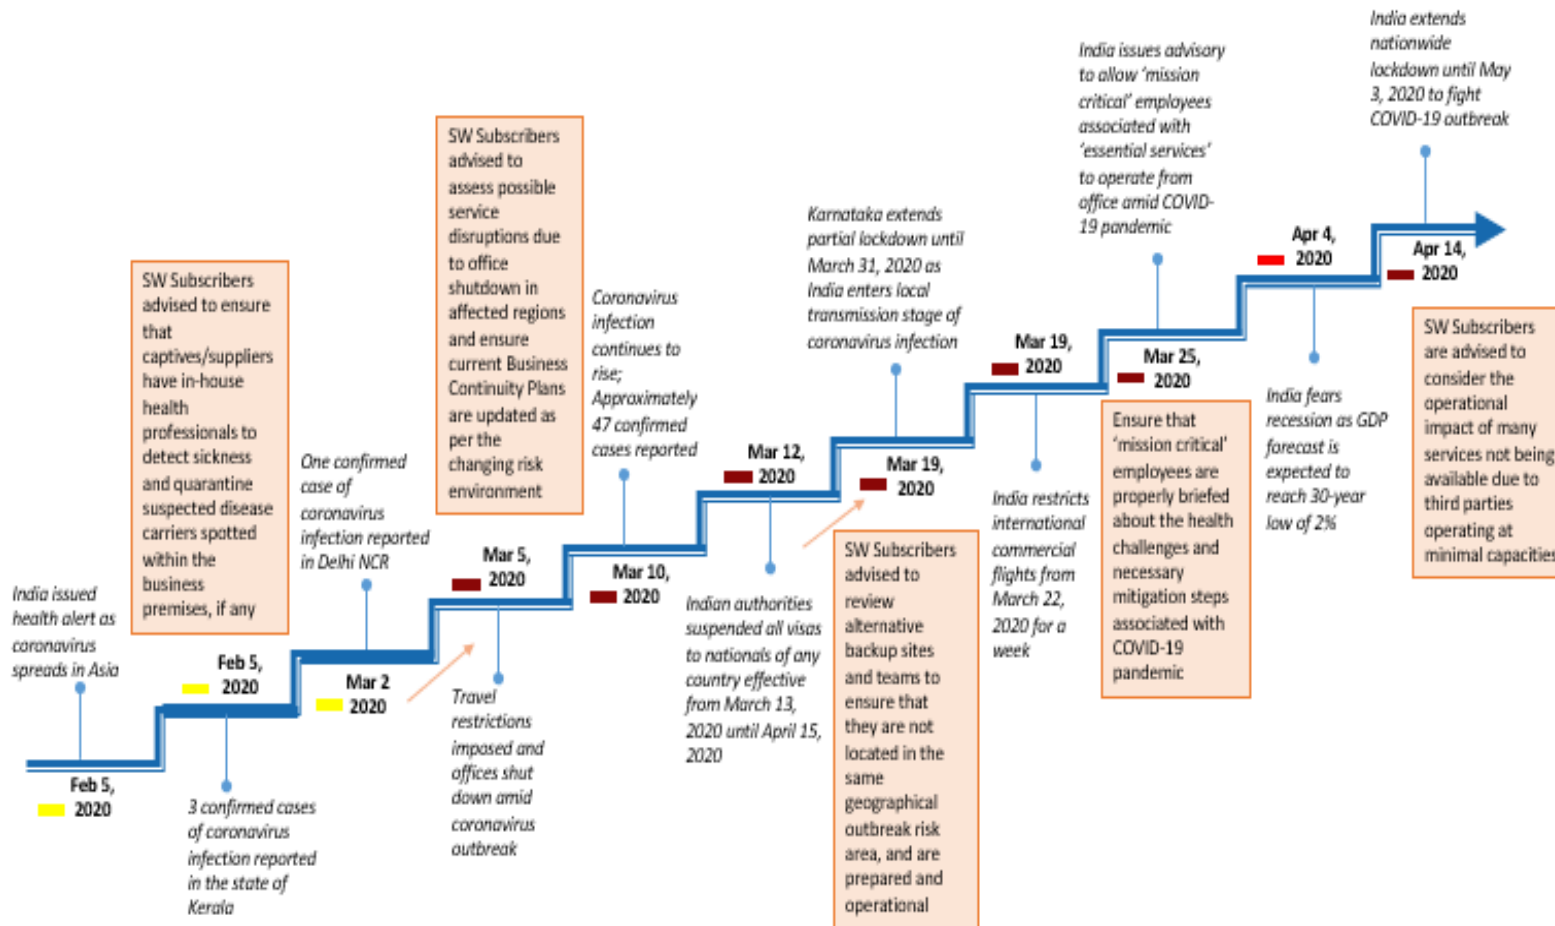 India issued
health alert as
coronavirus
spreads in Asia
Feb 5,
2020
SW Subscribers
advised to ensure
that
captives/suppliers
have in-house
health
professionals to
detect sickness
and quarantine
suspected disease
carriers spotted
within the
business
premises, if any
Feb 5,
2020
3 confirmed cases
of coronavirus
infection reported
in the state of
Kerala
One confirmed
case of
coronavirus
infection reported
in Delhi NCR
Mar 2
2020
SW Subscribers
advised to
assess possible
service
disruptions due
to office
shutdown in
affected regions
and ensure
current Business
Continuity Plans
are updated as
per the
changing risk
environment
Mar 5,
2020
Travel
restrictions
imposed and
offices shut
down amid
coronavirus
outbreak
Coronavirus
infection
continues to
rise;
Approximately
47 confirmed
cases reported
Mar 10,
2020
Mar 12,
2020
Indian authorities
suspended all visas
to nationals of any
country effective
from March 13,
2020 until April 15,
2020
Karnataka extends
partial lockdown until
March 31, 2020 as
India enters local
transmission stage of
coronavirus infection
Mar 19,
2020
SW Subscribers
advised to
review
alternative
backup sites
and teams to
ensure that
they are not
located in the
same
geographical
outbreak risk
area, and are
prepared and
operational
Mar 19,
2020
India restricts
international
commercial
flights from
March 22,
2020 for a
week
India issues advisory
to allow ‘mission
critical’ employees
associated with
‘essential services’
to operate from
office amid COVID-
19 pandemic
Mar 25,
2020
Ensure that
‘mission critical’
employees are
properly briefed
about the health
challenges and
necessary
mitigation steps
associated with
COVID-19
pandemic
Apr 4,
2020
India fears
recession as GDP
forecast is
expected to
reach 30-year
low of 2%
India extends
nationwide
lockdown until May
3, 2020 to fight
COVID-19 outbreak
Apr 14,
2020
SW Subscribers
are advised to
consider the
operational
impact of many
services not being
available due to
third parties
operating at
minimal capacities